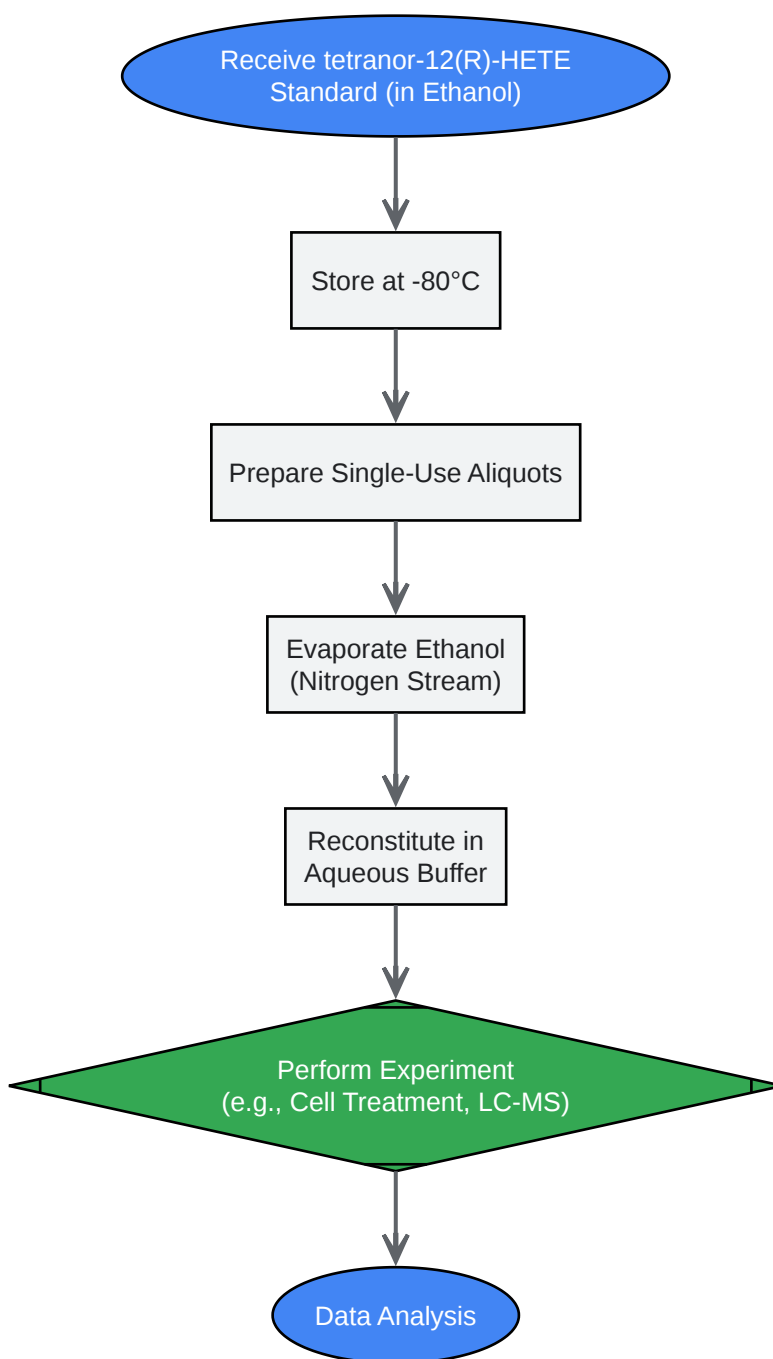 Receive tetranor-12(R)-HETE
Standard (in Ethanol)
Store at -80°C
Prepare Single-Use Aliquots
Evaporate Ethanol
(Nitrogen Stream)
Reconstitute in
Aqueous Buffer
Perform Experiment
(e.g., Cell Treatment, LC-MS)
Data Analysis